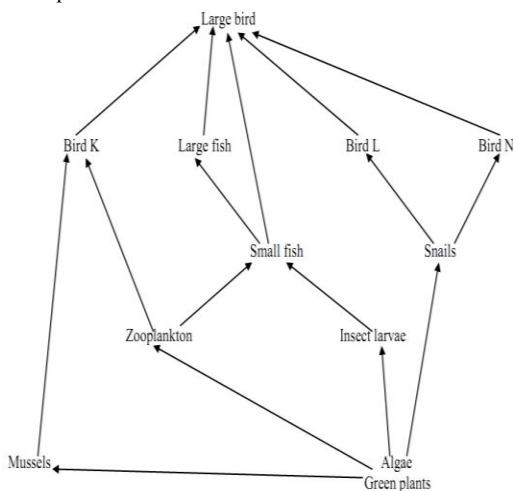 Large bird
Bird K
Large fish
Bird L
Bird N
Small fish
Snails
Zooplankton
Insect larvae
Mussels
Algae
Green plants